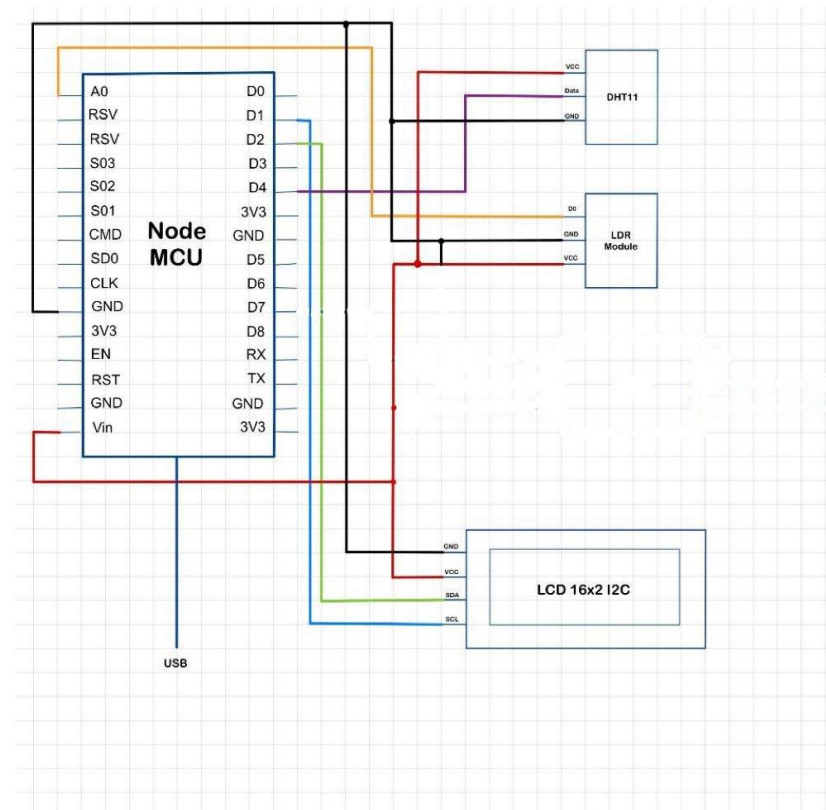 A0
RSV
RSV
S03
S02
S01
CMD
SD0
CLK
GND
3V3
EN
RST
GND
Vin
Node
MCU
D0
D1
D2
D3
D4
3V3
GND
D5
D6
D7
D8
RX
TX
GND
3V3
USB
VCC
Data
GND
DHT11
D0
GND
VCC
LDR
Module
GND
VCC
SDA
SCL
LCD 16x2 I2C